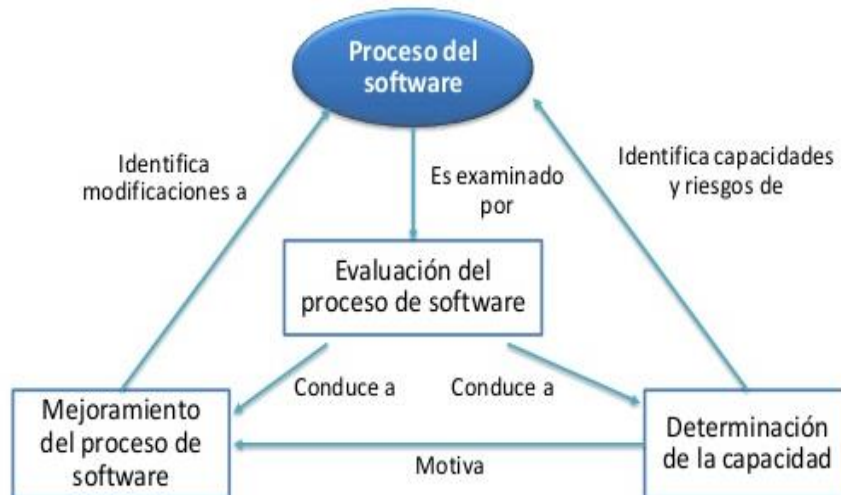 Proceso del
software
Identifica
modificaciones a
Es examinado
por
Identifica capacidades
y riesgos de
Evaluación del
proceso de software
Conduce a
Conduce a
Mejoramiento
del proceso de
software
Motiva
Determinación
de la capacidad